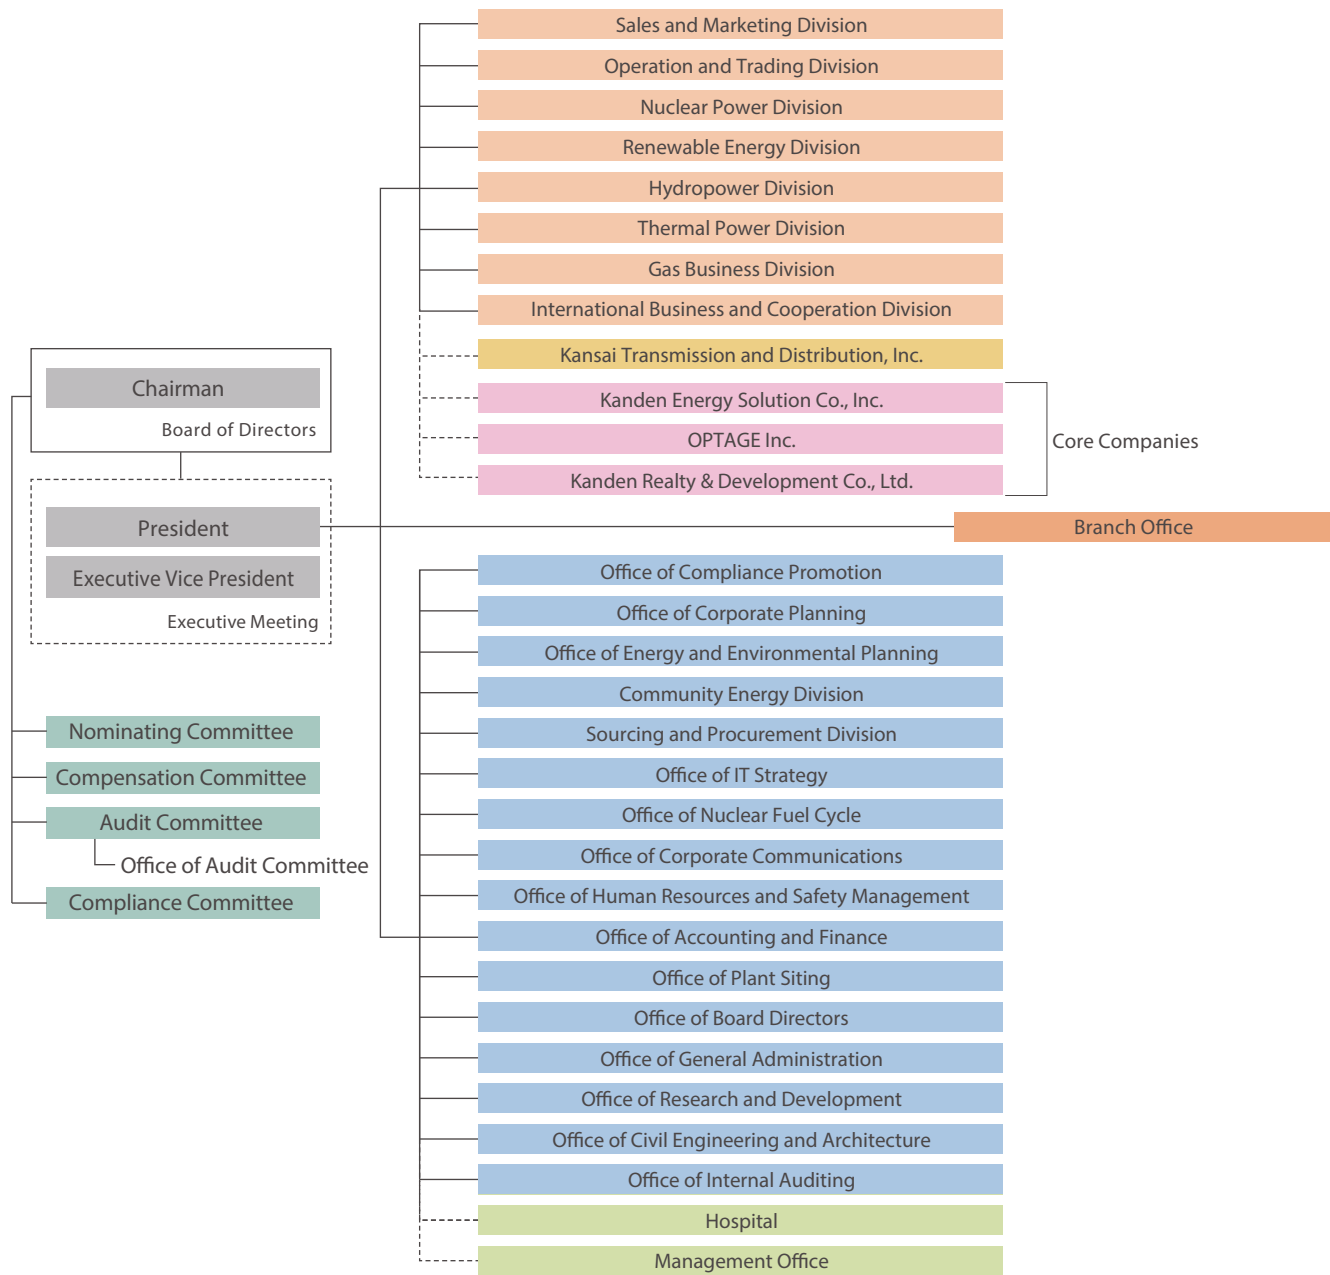 Sales and Marketing Division
Operation and Trading Division
Nuclear Power Division
Renewable Energy Division
Hydropower Division
Thermal Power Division
Gas Business Division
International Business and Cooperation Division
Kansai Transmission and Distribution, Inc.
Kanden Energy Solution Co., Inc.
OPTAGE Inc.
Kanden Realty & Development Co., Ltd.
Core Companies
Chairman
Board of Directors
President
Executive Vice President
Executive Meeting
Branch Office
Nominating Committee
Compensation Committee
Audit Committee
Office of Audit Committee
Compliance Committee
Office of Compliance Promotion
Office of Corporate Planning
Office of Energy and Environmental Planning
Community Energy Division
Sourcing and Procurement Division
Office of IT Strategy
Office of Nuclear Fuel Cycle
Office of Corporate Communications
Office of Human Resources and Safety Management
Office of Accounting and Finance
Office of Plant Siting
Office of Board Directors
Office of General Administration
Office of Research and Development
Office of Civil Engineering and Architecture
Office of Internal Auditing
Hospital
Management Office